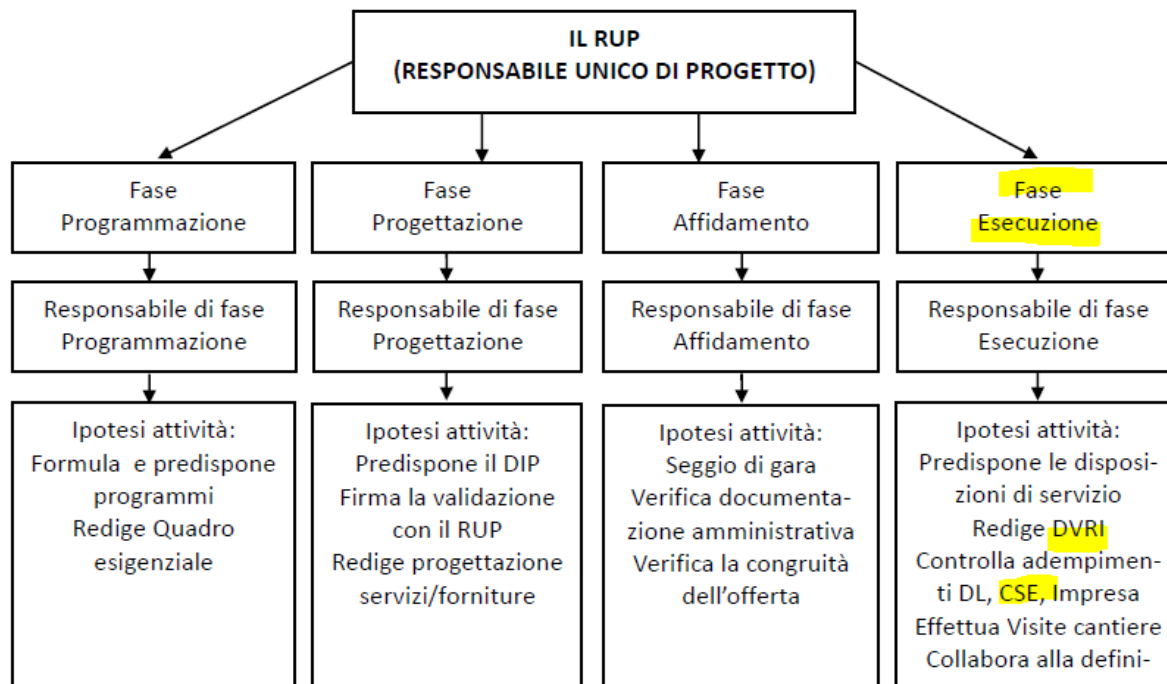 IL RUP
(RESPONSABILE UNICO DI PROGETTO)
Fase
Programmazione
Fase
Progettazione
Fase
Affidamento
Fase
Esecuzione
Responsabile di fase
Programmazione
Responsabile di fase
Progettazione
Responsabile di fase
Affidamento
Responsabile di fase
Esecuzione
Ipotesi attività:
Formula e predispone
programmi
Redige Quadro
esigenziale
Ipotesi attività:
Predispone il DIP
Firma la validazione
con il RUP
Redige progettazione
servizi/forniture
Ipotesi attività:
Seggio di gara
Verifica documenta-
zione amministrativa
Verifica la congruità
dell'offerta
Ipotesi attività:
Predispone le disposi-
zioni di servizio
Redige DVRI
Controlla adempimen-
ti DL, CSE, Impresa
Effettua Visite cantiere
Collabora alla defini-